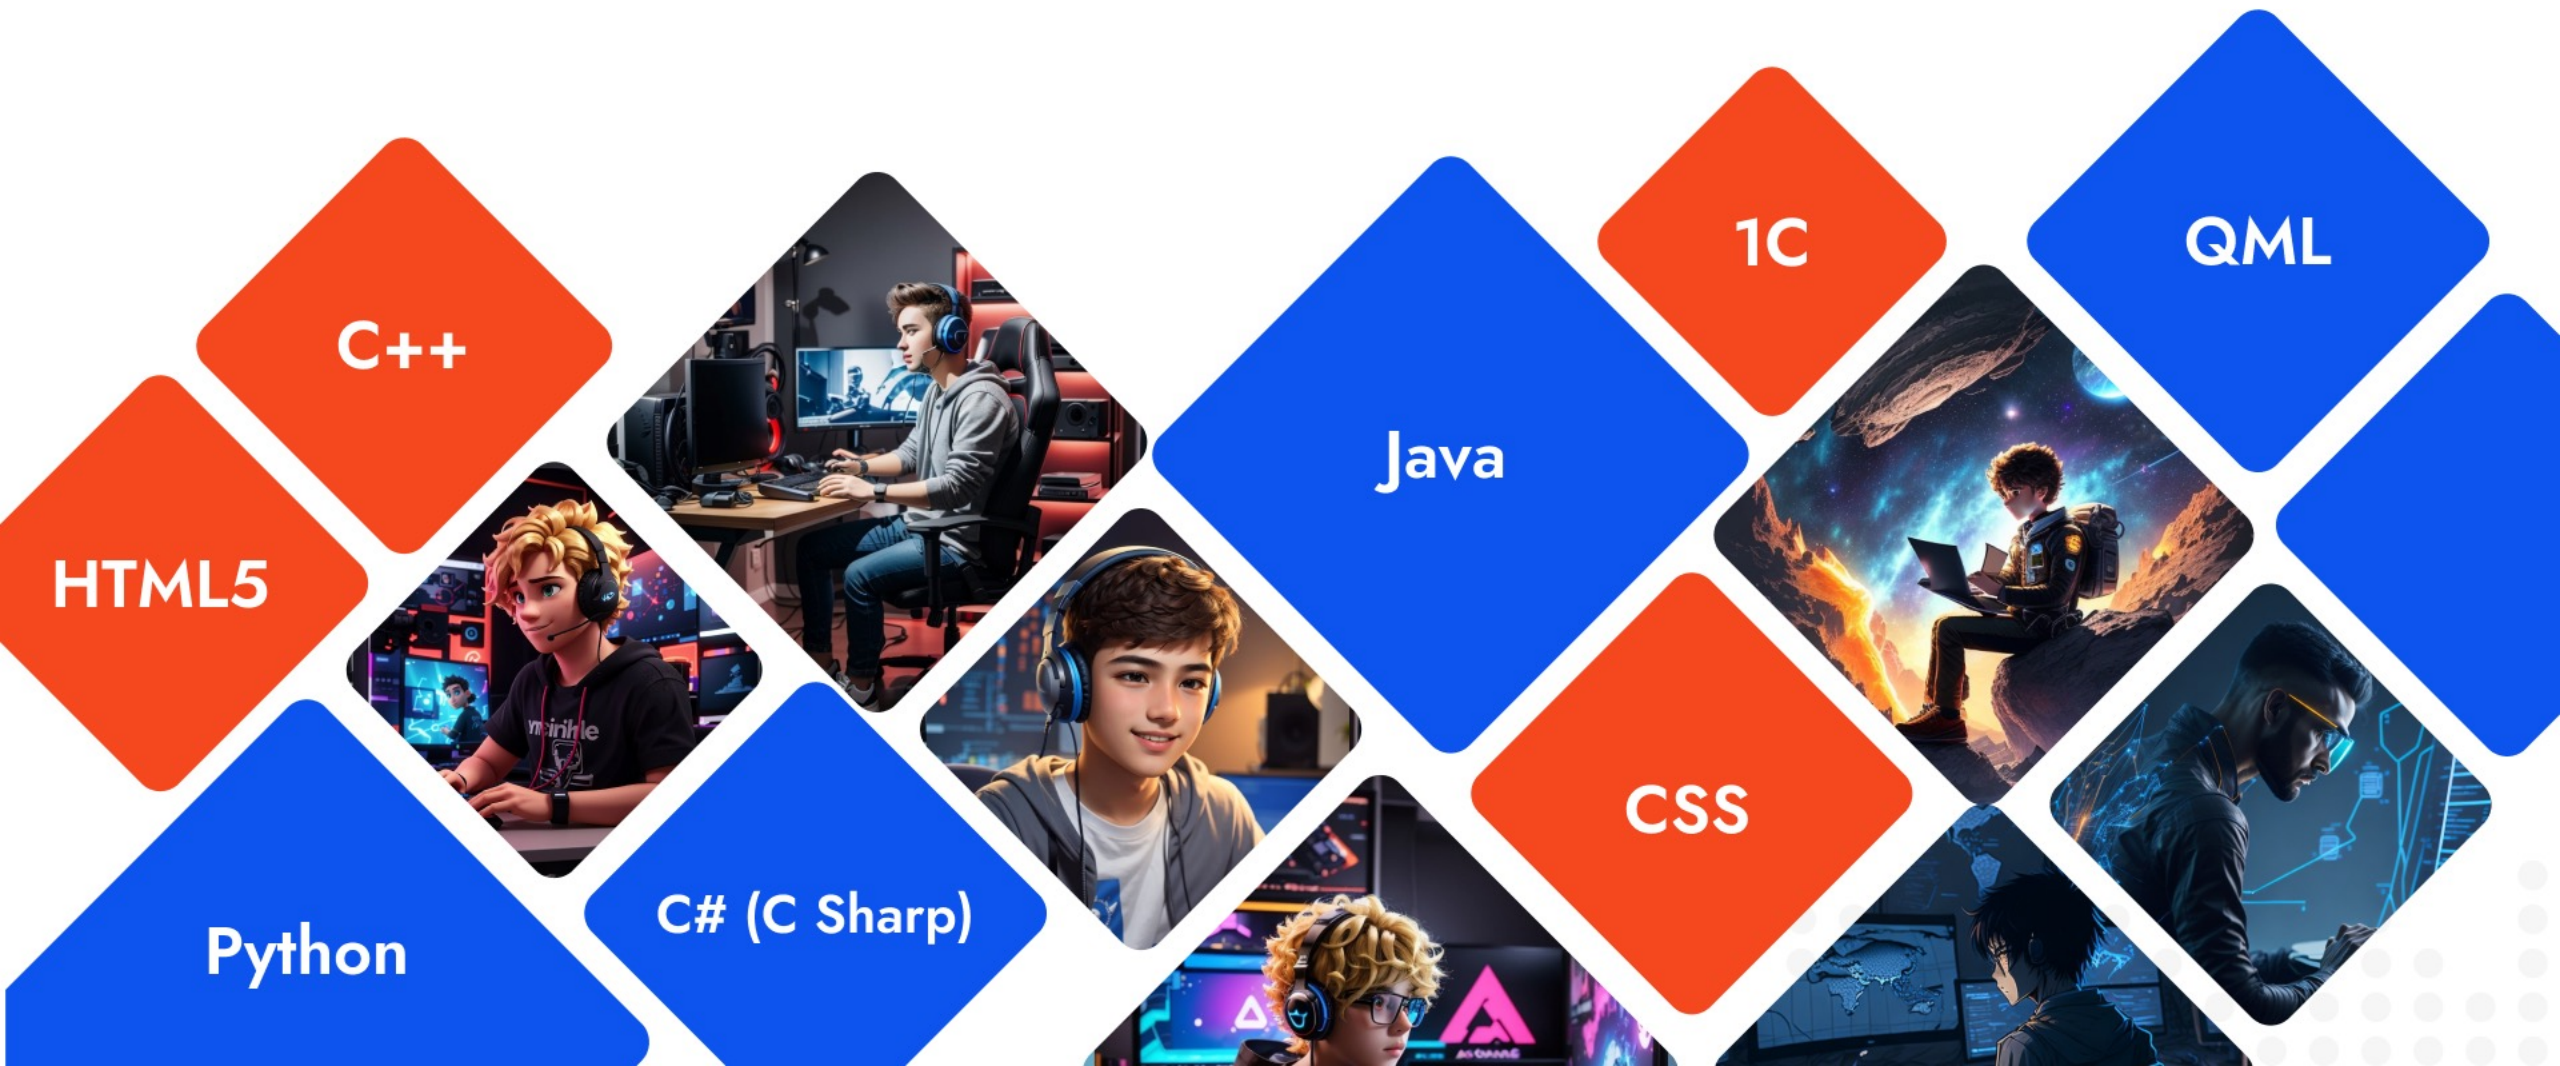 QML
1C
C++
Java
HTML5
CSS
C# (C Sharp)
Python